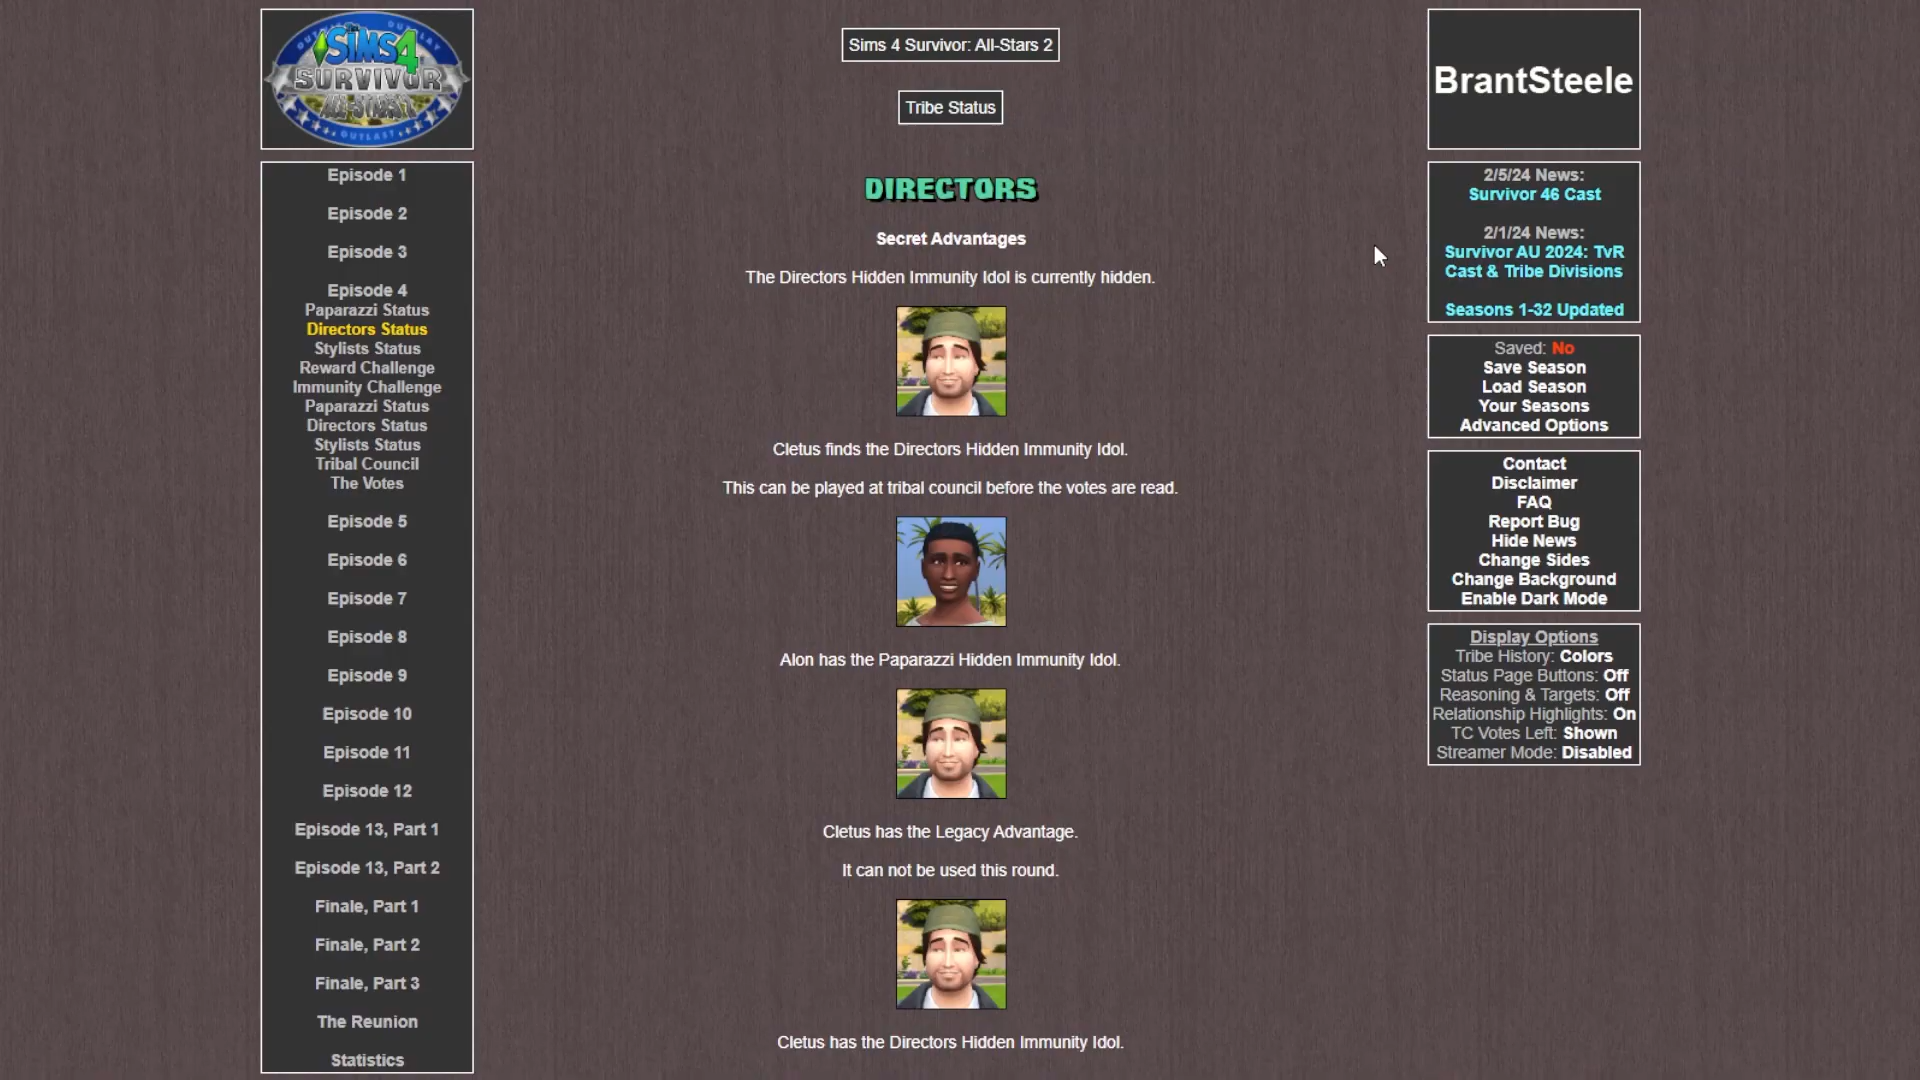 OUTWIT OUTPLAY
THE SIMS 4
SURVIVOR
ALL-STARS 2
OUTLAST
Episode 1
Episode 2
Episode 3
Episode 4
Paparazzi Status
Directors Status
Stylists Status
Reward Challenge
Immunity Challenge
Paparazzi Status
Directors Status
Stylists Status
Tribal Council
The Votes
Episode 5
Episode 6
Episode 7
Episode 8
Episode 9
Episode 10
Episode 11
Episode 12
Episode 13, Part 1
Episode 13, Part 2
Finale, Part 1
Finale, Part 2
Finale, Part 3
The Reunion
Statistics
Sims 4 Survivor: All-Stars 2
Tribe Status
DIRECTORS
Secret Advantages
The Directors Hidden Immunity Idol is currently hidden.
Cletus finds the Directors Hidden Immunity Idol.
This can be played at tribal council before the votes are read.
Alon has the Paparazzi Hidden Immunity Idol.
Cletus has the Legacy Advantage.
It can not be used this round.
Cletus has the Directors Hidden Immunity Idol.
BrantSteele
2/5/24 News:
Survivor 46 Cast
2/1/24 News:
Survivor AU 2024: TvR
Cast & Tribe Divisions
Seasons 1-32 Updated
Saved: No
Save Season
Load Season
Your Seasons
Advanced Options
Contact
Disclaimer
FAQ
Report Bug
Hide News
Change Sides
Change Background
Enable Dark Mode
Display Options
Tribe History: Colors
Status Page Buttons: Off
Reasoning & Targets: Off
Relationship Highlights: On
TC Votes Left: Shown
Streamer Mode: Disabled